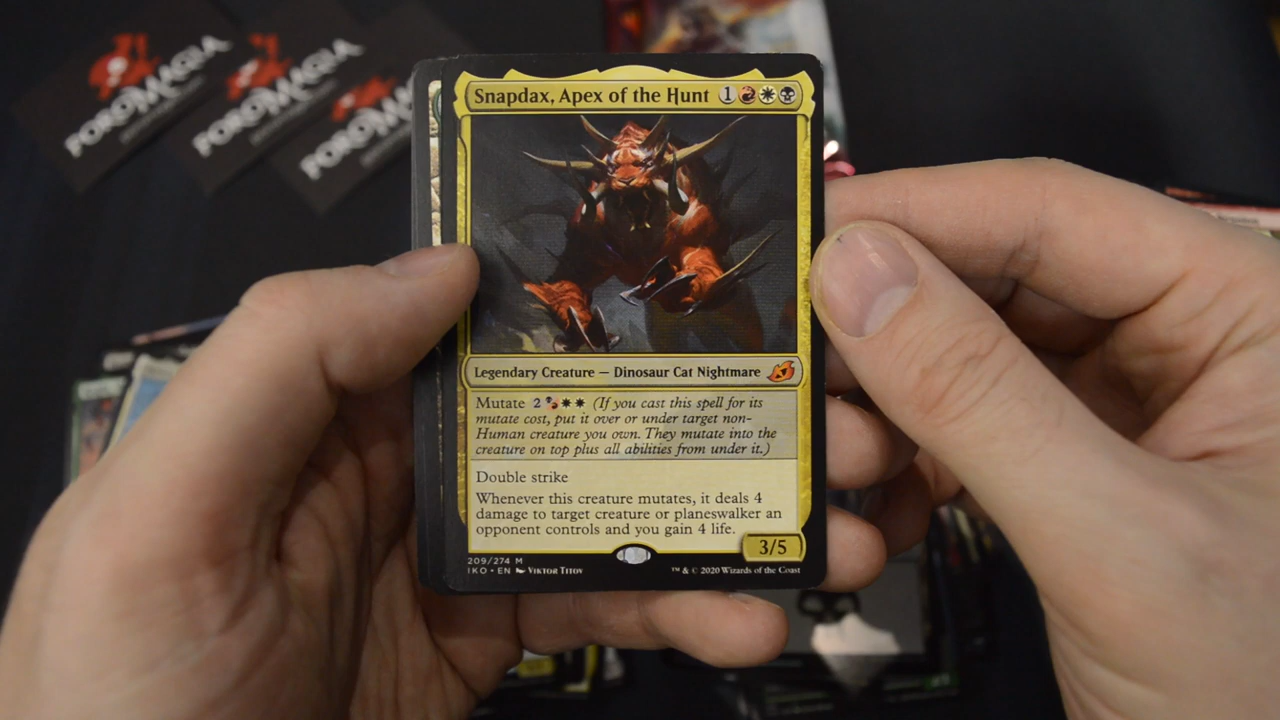 FOROMAGIA
FOROMAGIA
FOROMAGIA
Snapdax, Apex of the Hunt 1
Legendary Creature — Dinosaur Cat Nightmare
Mutate 2 (If you cast this spell for its
mutate cost, put it over or under target non-
Human creature you own. They mutate into the
creature on top plus all abilities from under it.)
Double strike
Whenever this creature mutates, it deals 4
damage to target creature or planeswalker an
opponent controls and you gain 4 life.
3/5
209/274 M
IKO • EN Viktor Titov
™ & © 2020 Wizards of the Coast